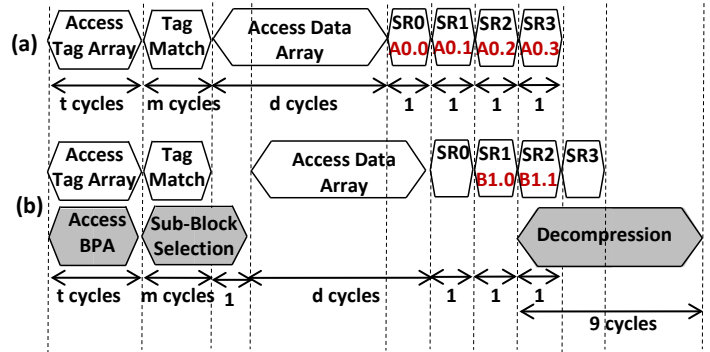 (a)
Access
Tag Array
Tag
Match
Access Data
Array
SR0
A0.0
SR1
A0.1
SR2
A0.2
SR3
A0.3
t cycles
m cycles
d cycles
1
1
1
1
(b)
Access
Tag Array
Tag
Match
Access Data
Array
SR0
SR1
B1.0
SR2
B1.1
SR3
Access
BPA
Sub-Block
Selection
Decompression
t cycles
m cycles
1
d cycles
1
1
1
9 cycles